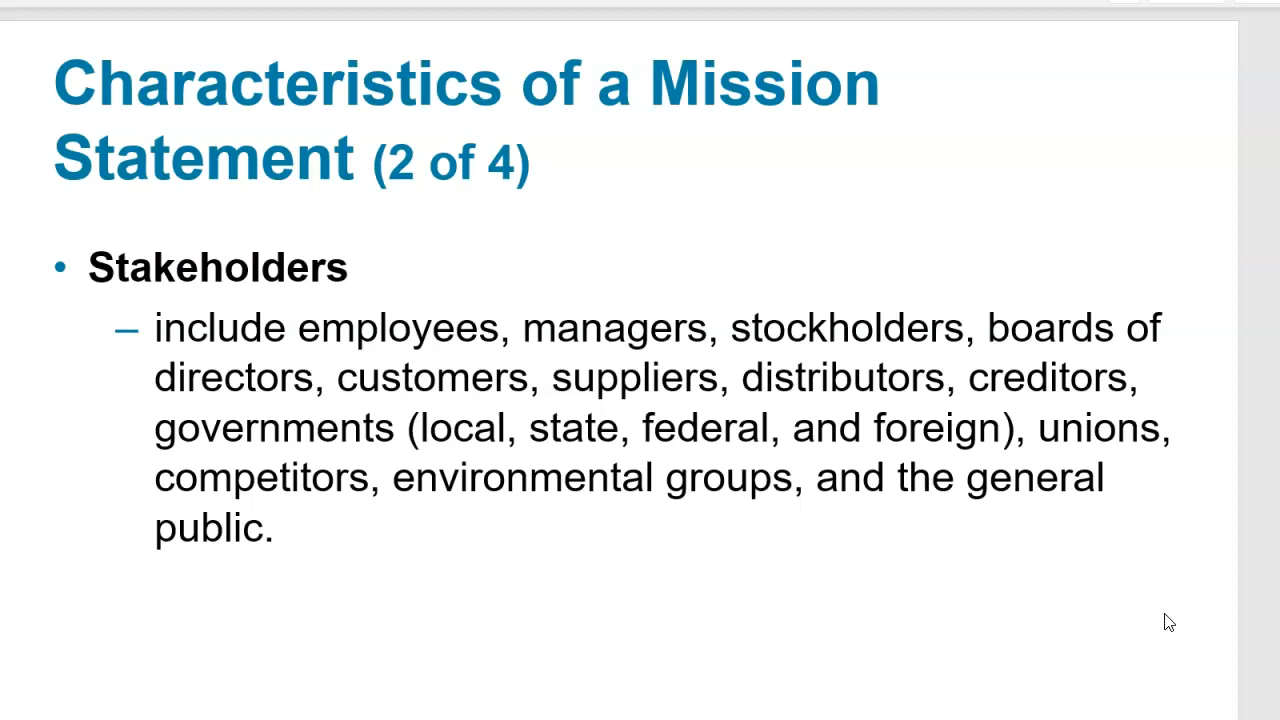 Characteristics of a Mission
Statement (2 of 4)
• Stakeholders
– include employees, managers, stockholders, boards of
directors, customers, suppliers, distributors, creditors,
governments (local, state, federal, and foreign), unions,
competitors, environmental groups, and the general
public.